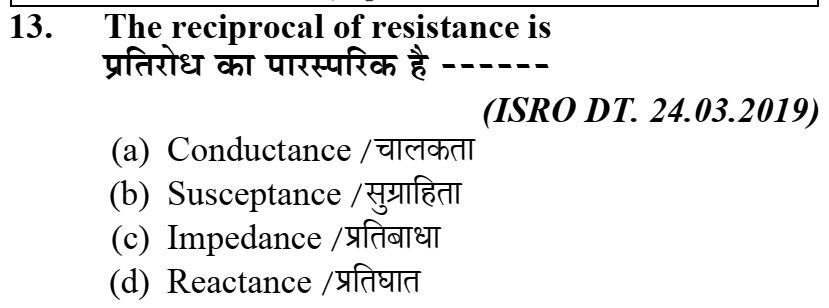 13. The reciprocal of resistance is
प्रतिरोध का पारस्परिक है ------
(ISRO DT. 24.03.2019)
(a) Conductance /चालकता
(b) Susceptance /सुग्राहिता
(c) Impedance /प्रतिबाधा
(d) Reactance /प्रतिघात